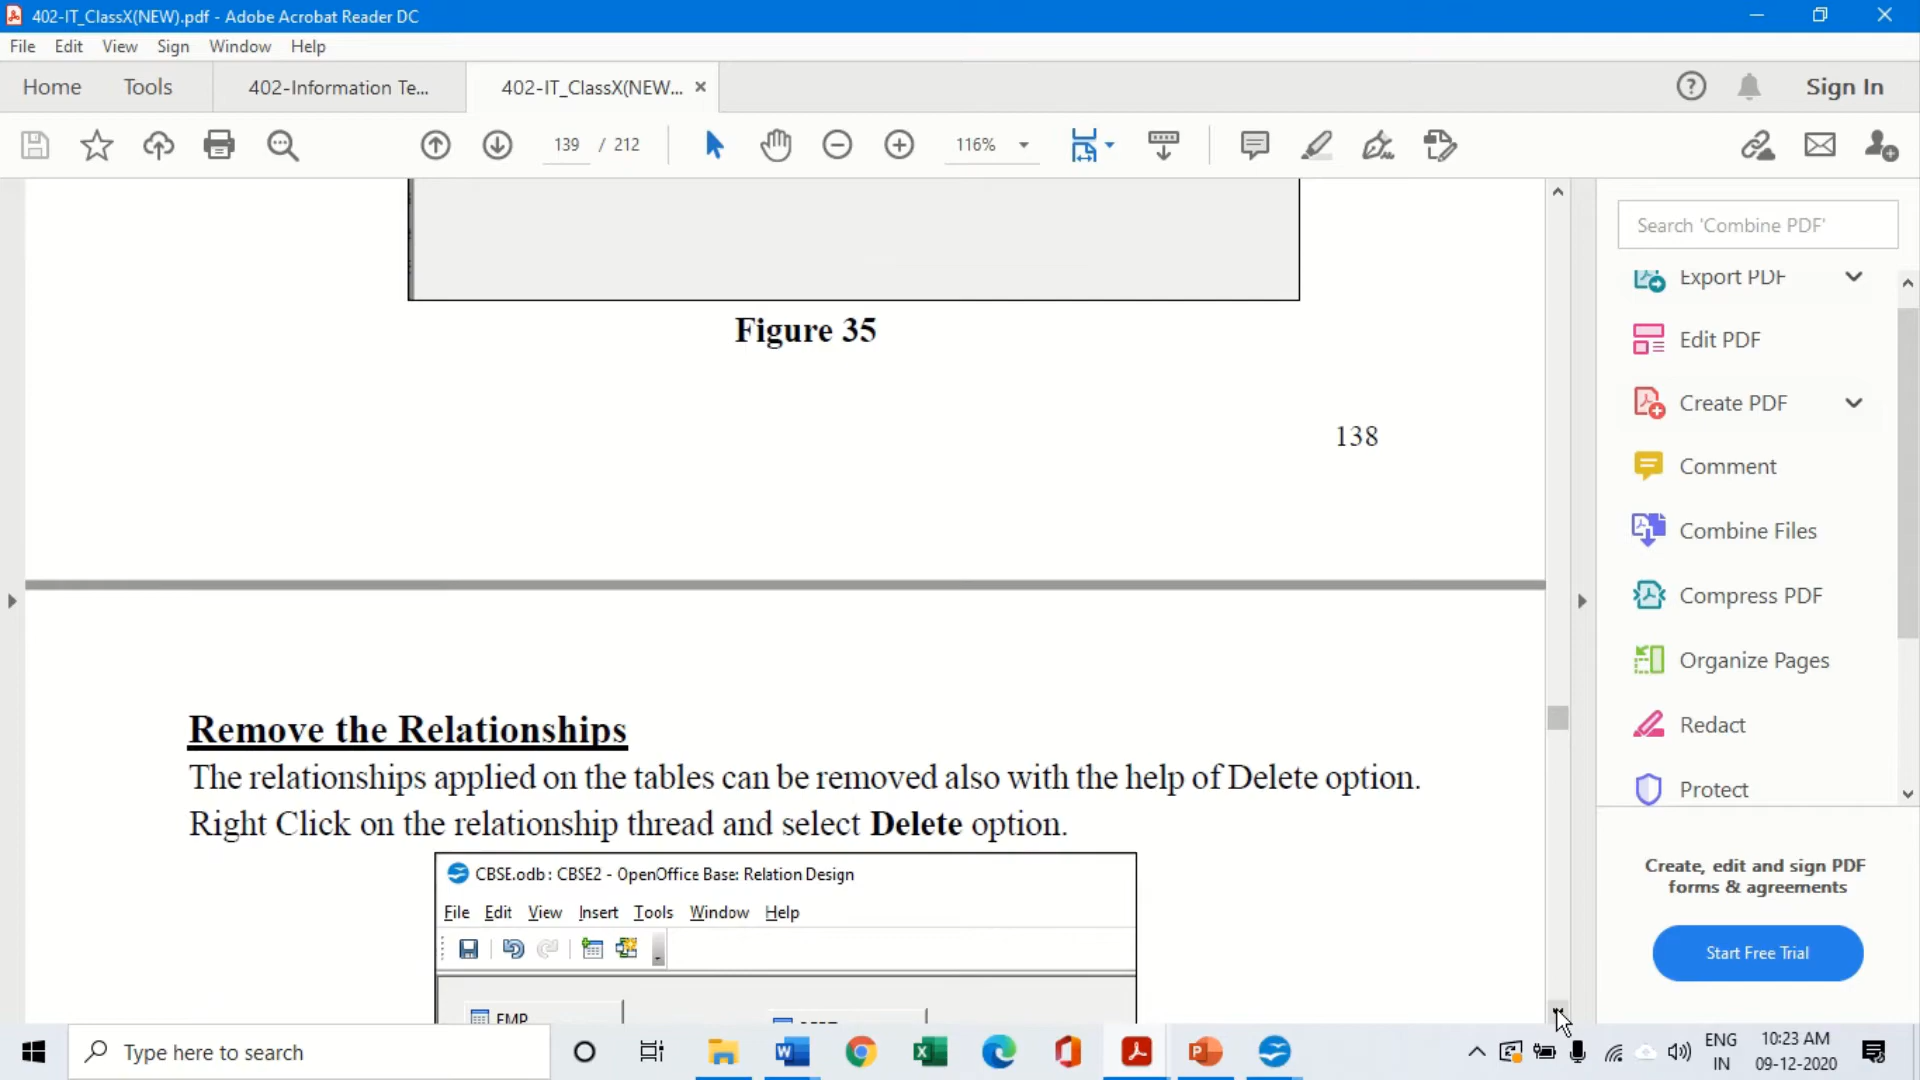 402-IT_ClassX(NEW).pdf - Adobe Acrobat Reader DC
File Edit View Sign Window Help
Home Tools 402-Information Te... 402-IT_ClassX(NEW... ×
Sign In
139 / 212 116%
Figure 35
138
Remove the Relationships
The relationships applied on the tables can be removed also with the help of Delete option.
Right Click on the relationship thread and select Delete option.
CBSE.odb : CBSE2 - OpenOffice Base: Relation Design
File Edit View Insert Tools Window Help
EMP
Search 'Combine PDF'
Export PDF
Edit PDF
Create PDF
Comment
Combine Files
Compress PDF
Organize Pages
Redact
Protect
Create, edit and sign PDF
forms & agreements
Start Free Trial
Type here to search
ENG
IN
10:23 AM
09-12-2020